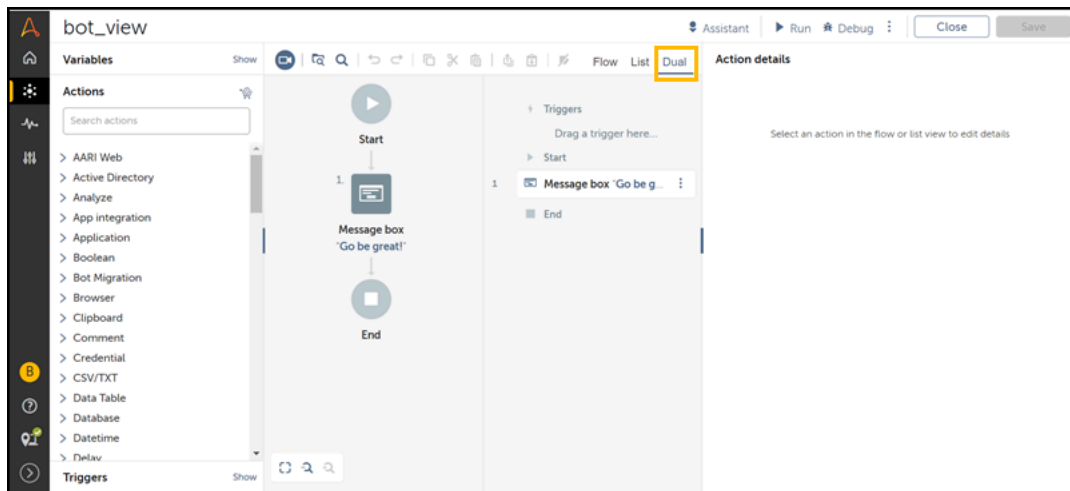 bot_view
Assistant
Run
Debug
Close
Save
Variables
Show
Flow
List
Dual
Action details
Actions
Search actions
AARI Web
Active Directory
Analyze
App integration
Application
Boolean
Bot Migration
Browser
Clipboard
Comment
Credential
CSV/TXT
Data Table
Database
Datetime
Delay
Triggers
Show
B
Start
1.
Message box
"Go be great!"
End
Triggers
Drag a trigger here...
Start
1
Message box "Go be g...
End
Select an action in the flow or list view to edit details